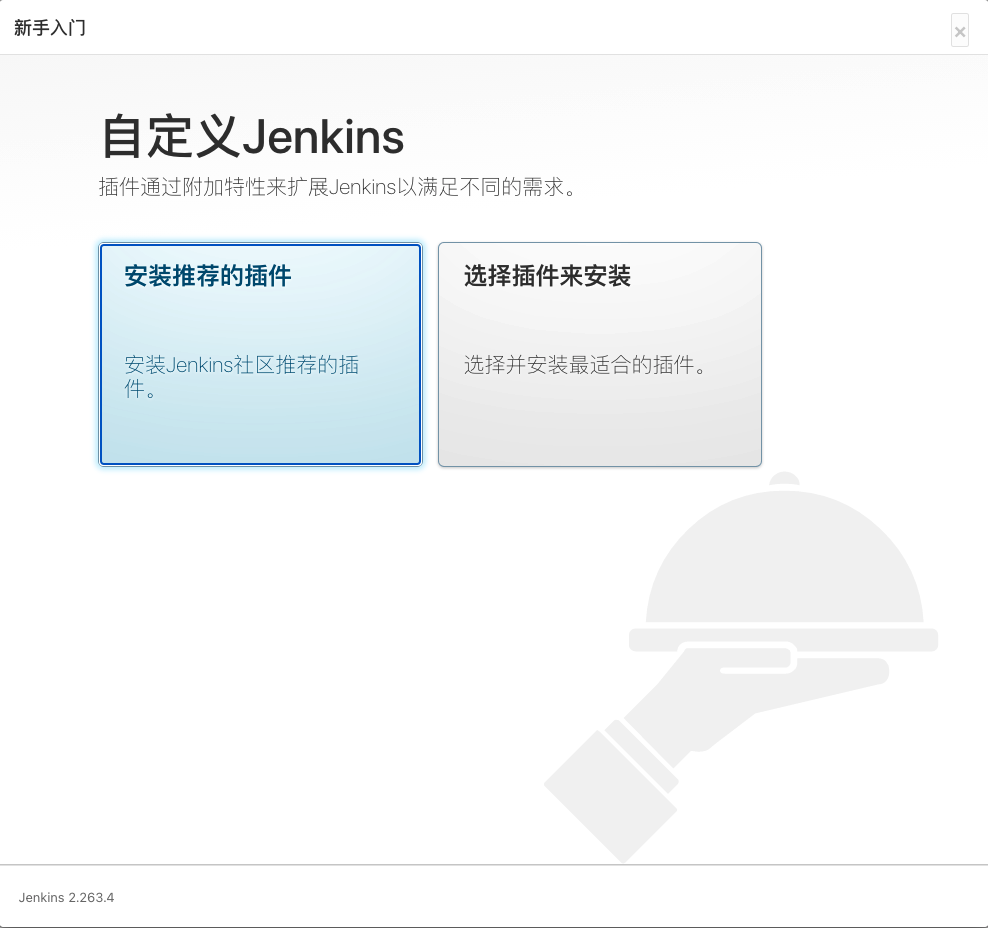 新手入门
×
自定义Jenkins
插件通过附加特性来扩展Jenkins以满足不同的需求。
安装推荐的插件
安装Jenkins社区推荐的插
件。
选择插件来安装
选择并安装最适合的插件。
Jenkins 2.263.4